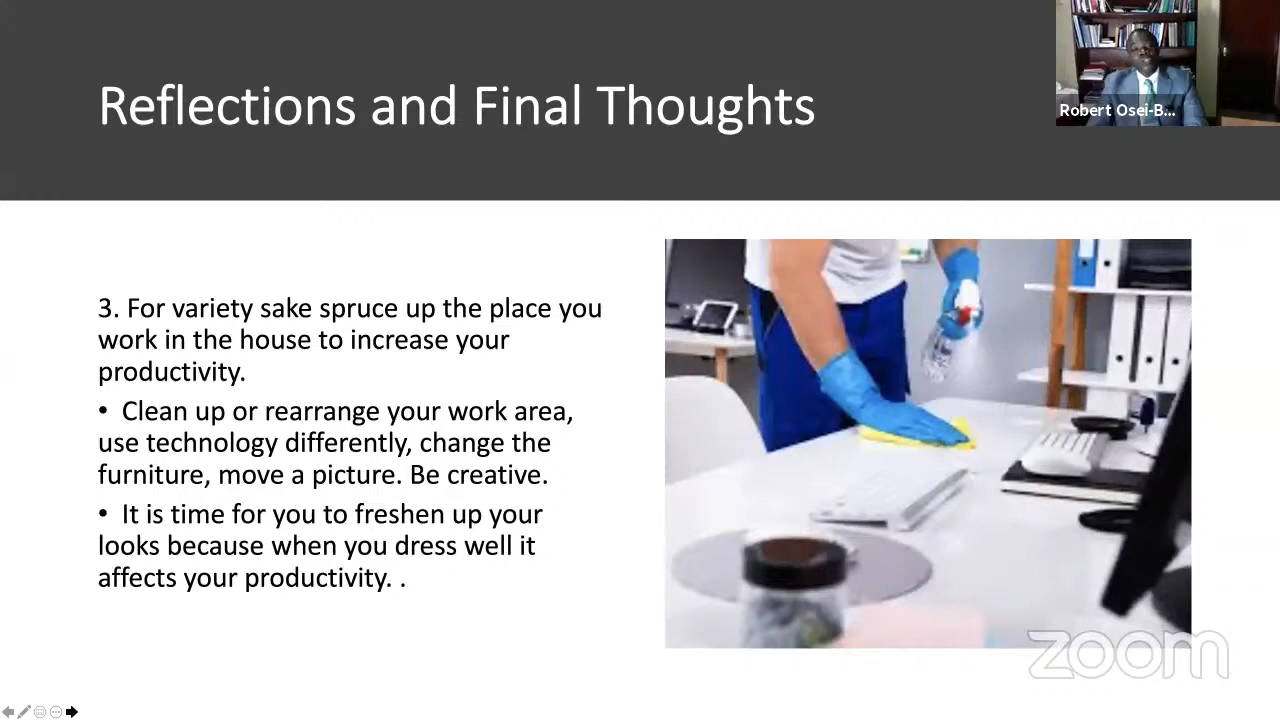 Reflections and Final Thoughts
Robert Osei-B...
3. For variety sake spruce up the place you
work in the house to increase your
productivity.
• Clean up or rearrange your work area,
use technology differently, change the
furniture, move a picture. Be creative.
• It is time for you to freshen up your
looks because when you dress well it
affects your productivity. .
zoom